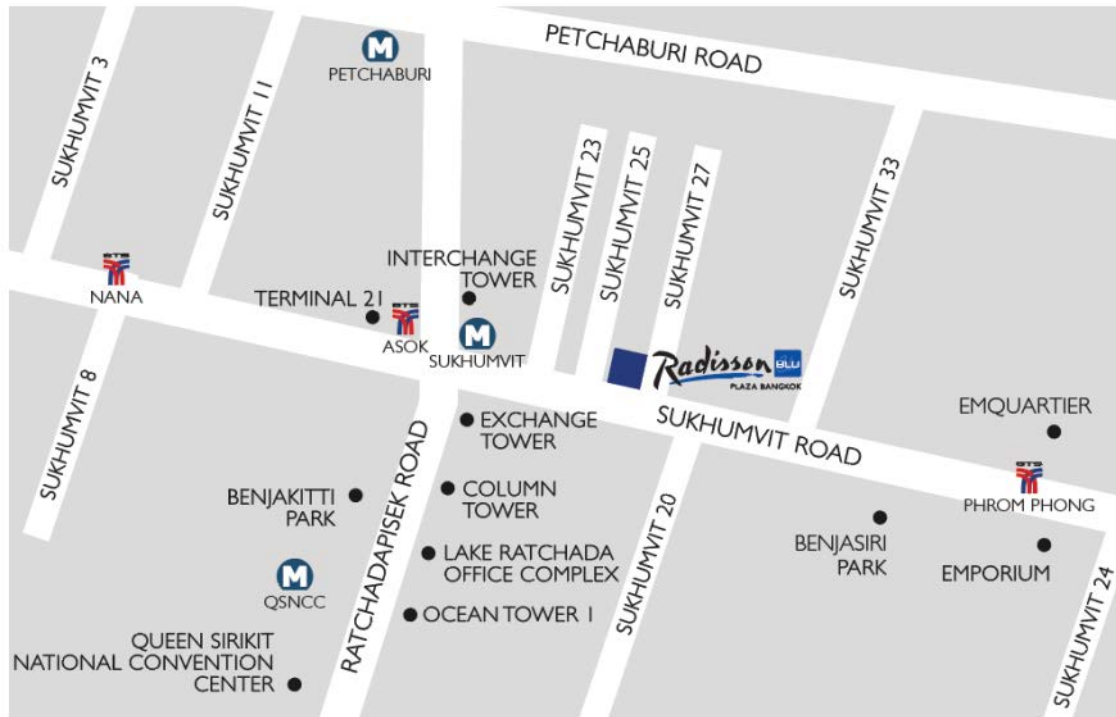 PETCHABURI ROAD
M
PETCHABURI
SUKHUMVIT 3
SUKHUMVIT 11
SUKHUMVIT 23
SUKHUMVIT 25
SUKHUMVIT 27
SUKHUMVIT 33
BTS
NANA
INTERCHANGE
TOWER
TERMINAL 21
BTS
ASOK
M
SUKHUMVIT
Radisson BLU
PLAZA BANGKOK
SUKHUMVIT ROAD
SUKHUMVIT 8
EXCHANGE
TOWER
EMQUARTIER
BTS
PHROM PHONG
BENJAKITTI
PARK
RATCHADAPISEK ROAD
COLUMN
TOWER
SUKHUMVIT 20
BENJASIRI
PARK
EMPORIUM
LAKE RATCHADA
OFFICE COMPLEX
M
QSNCC
OCEAN TOWER 1
SUKHUMVIT 24
QUEEN SIRIKIT
NATIONAL CONVENTION
CENTER